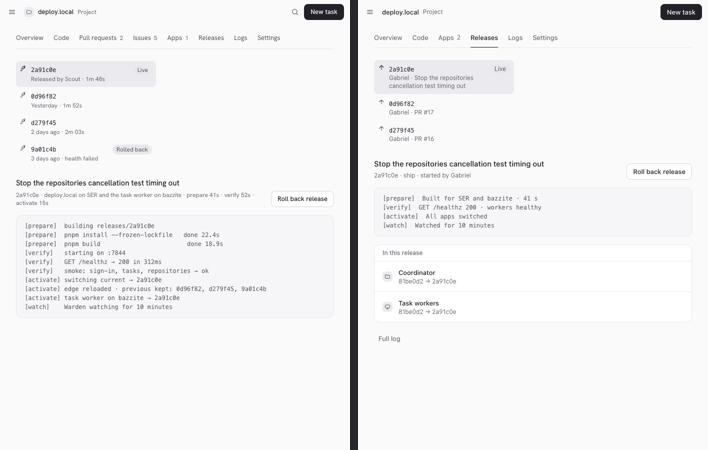 deploy.local Project
New task
Overview Code Pull requests 2 Issues 5 Apps 1 Releases Logs Settings
2a91c0e Live
Released by Scout · 1m 48s
0d96f82
Yesterday · 1m 52s
d279f45
2 days ago · 2m 03s
9a01c4b Rolled back
3 days ago · health failed
Stop the repositories cancellation test timing out
2a91c0e · deploy.local on SER and the task worker on bazzite · prepare 41s · verify 52s ·
activate 15s
Roll back release
[prepare] building releases/2a91c0e
[prepare] pnpm install --frozen-lockfile done 22.4s
[prepare] pnpm build done 18.9s
[verify] starting on :7844
[verify] GET /healthz → 200 in 312ms
[verify] smoke: sign-in, tasks, repositories → ok
[activate] switching current → 2a91c0e
[activate] edge reloaded · previous kept: 0d96f82, d279f45, 9a01c4b
[activate] task worker on bazzite → 2a91c0e
[watch] Warden watching for 10 minutes
deploy.local Project
New task
Overview Code Apps 2 Releases Logs Settings
2a91c0e Live
Gabriel · Stop the repositories
cancellation test timing out
0d96f82
Gabriel · PR #17
d279f45
Gabriel · PR #16
Stop the repositories cancellation test timing out
2a91c0e · ship · started by Gabriel
Roll back release
[prepare] Built for SER and bazzite · 41 s
[verify] GET /healthz 200 · workers healthy
[activate] All apps switched
[watch] Watched for 10 minutes
In this release
Coordinator
81be0d2 → 2a91c0e
Task workers
81be0d2 → 2a91c0e
Full log